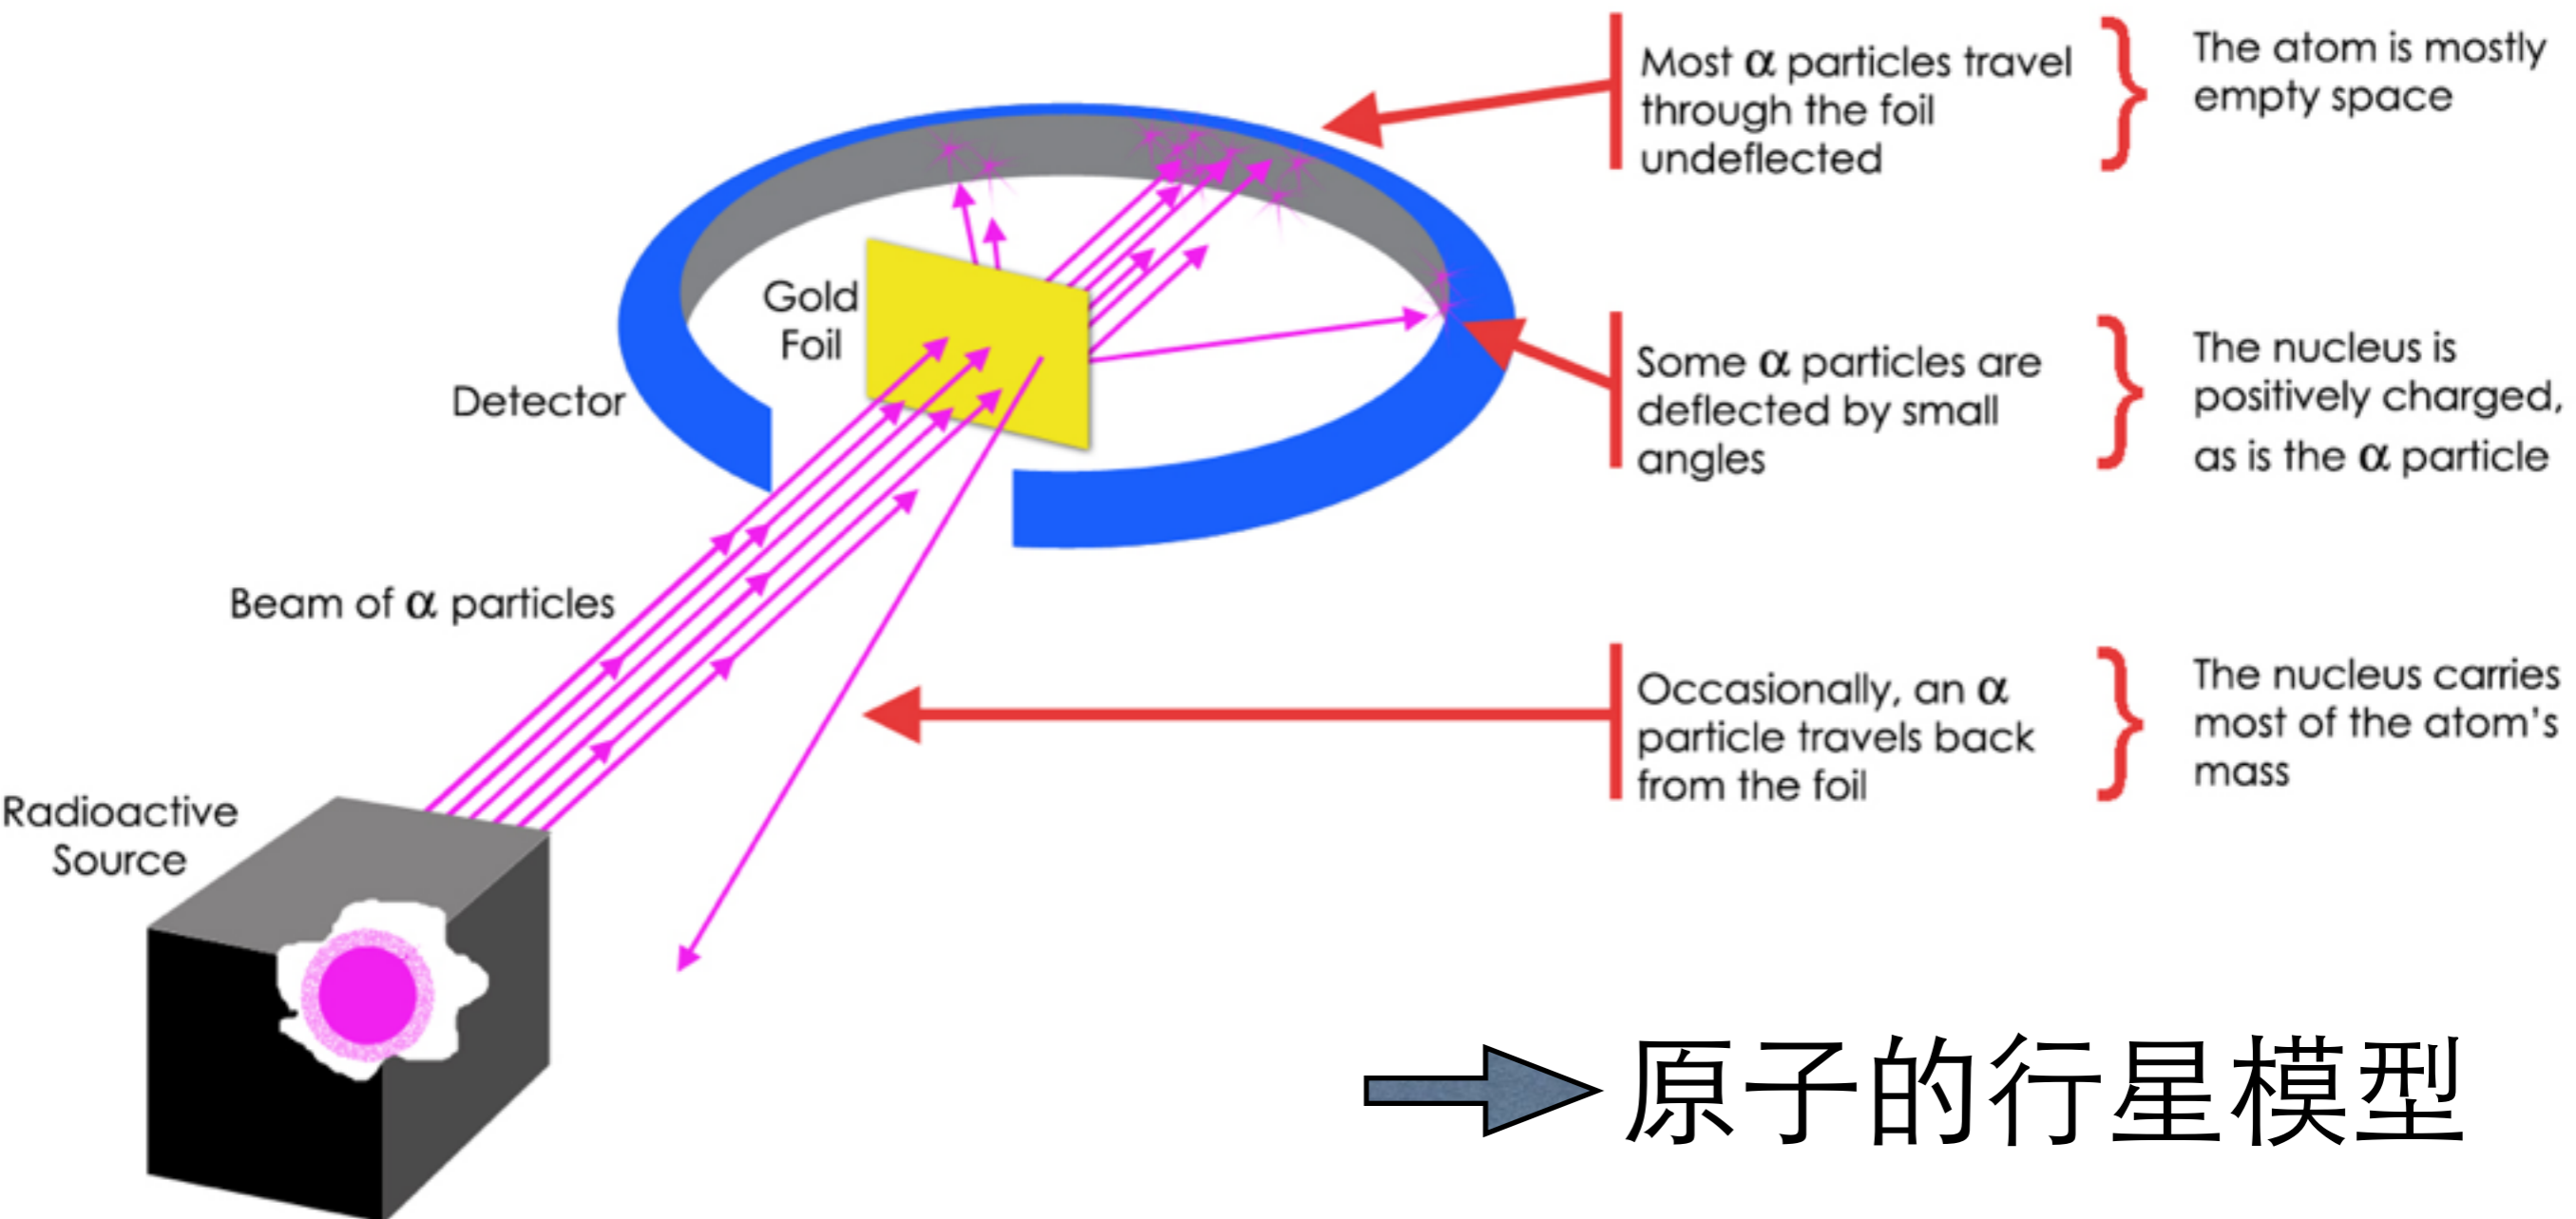 Most α particles travel
through the foil
undeflected
The atom is mostly
empty space
Gold
Foil
Detector
Some α particles are
deflected by small
angles
The nucleus is
positively charged,
as is the α particle
Beam of α particles
Occasionally, an α
particle travels back
from the foil
The nucleus carries
most of the atom's
mass
Radioactive
Source
原子的行星模型